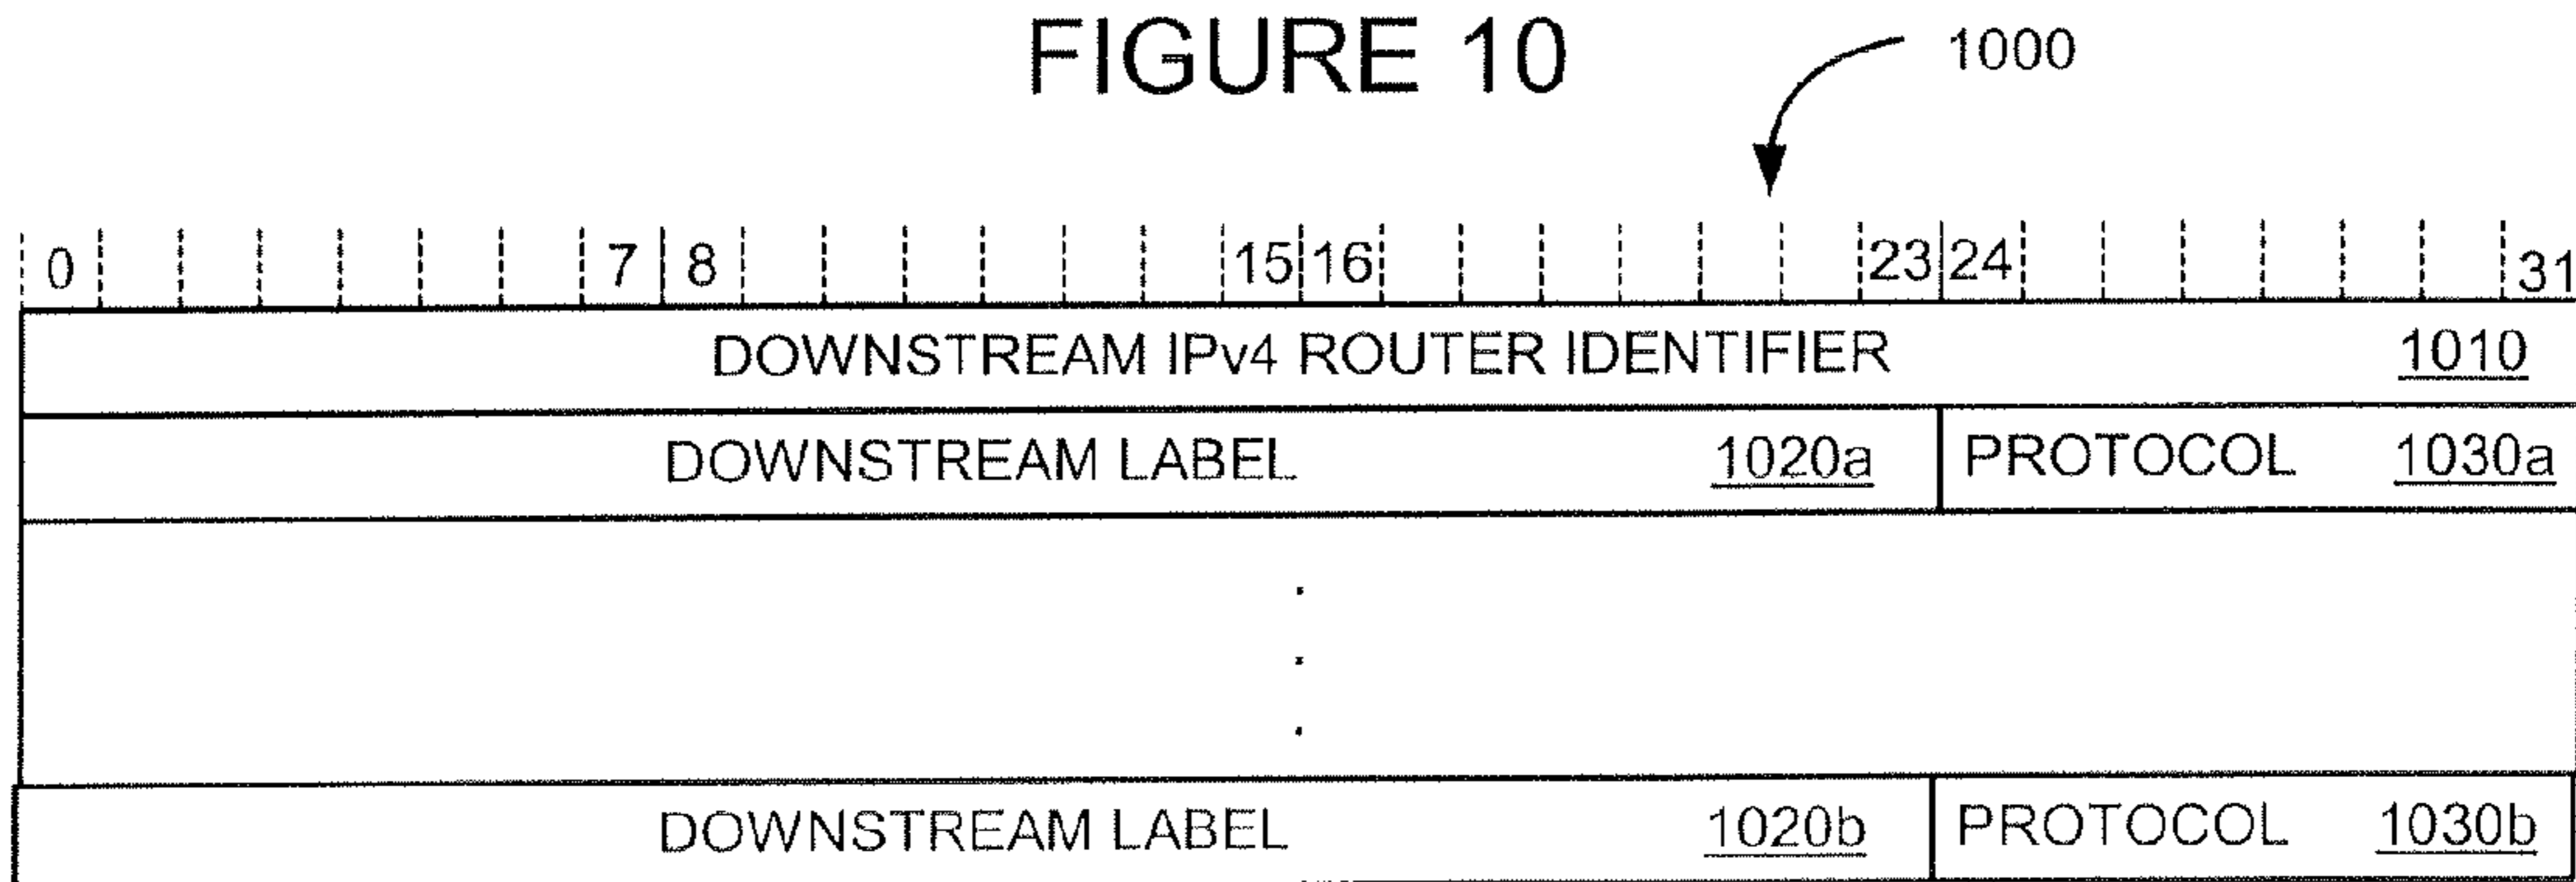 FIGURE 10
1000
0 7 8 15 16 23 24 31
DOWNSTREAM IPv4 ROUTER IDENTIFIER 1010
DOWNSTREAM LABEL 1020a PROTOCOL 1030a
DOWNSTREAM LABEL 1020b PROTOCOL 1030b